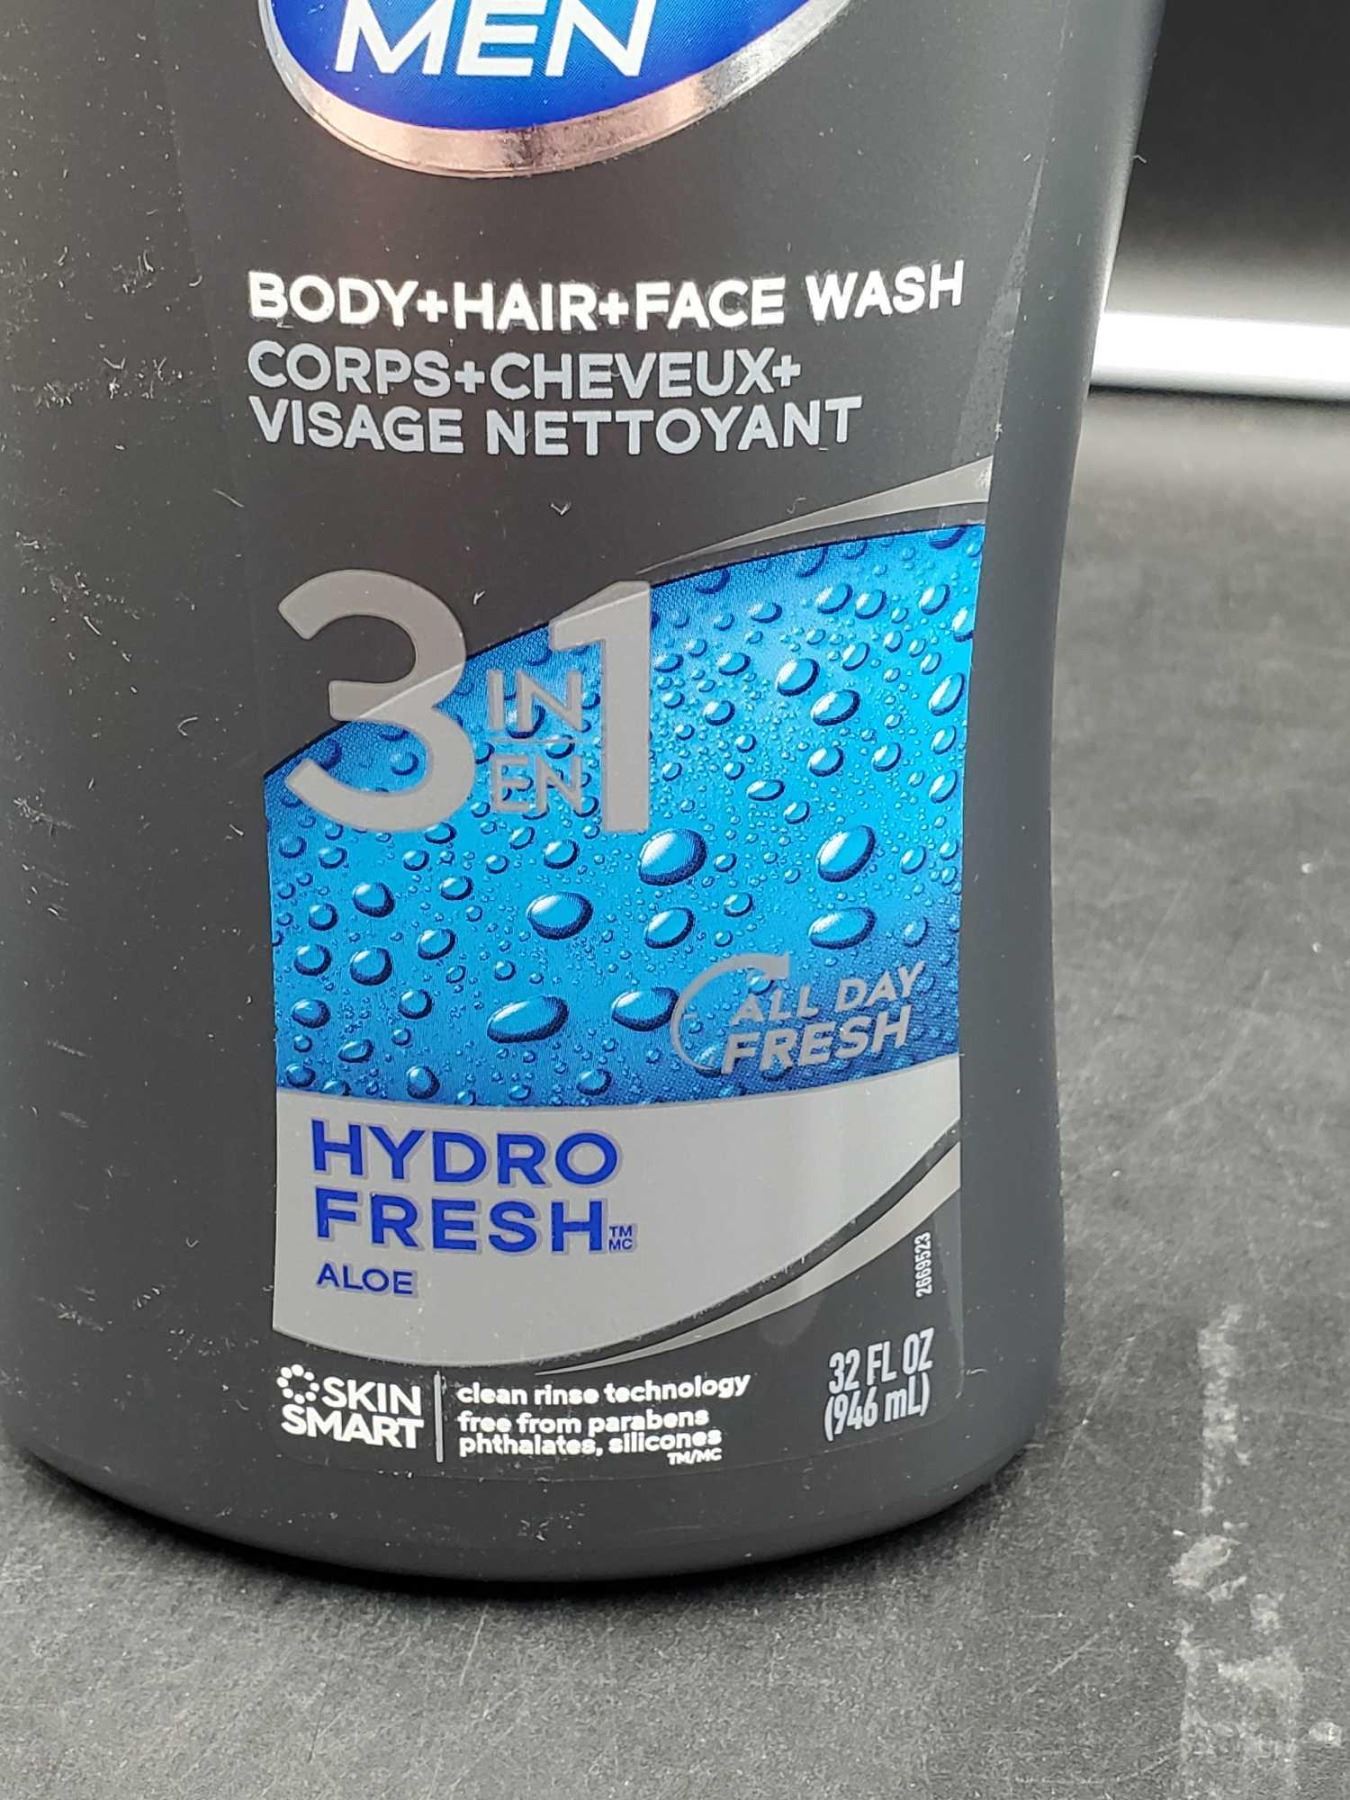 MEN
BODY+HAIR+FACE WASH
CORPS+CHEVEUX+
VISAGE NETTOYANT
3 IN EN 1
ALL DAY
FRESH
HYDRO
FRESH TM MC
ALOE
2669523
32 FL OZ
(946 mL)
SKIN
SMART
clean rinse technology
free from parabens
phthalates, silicones
TM/MC